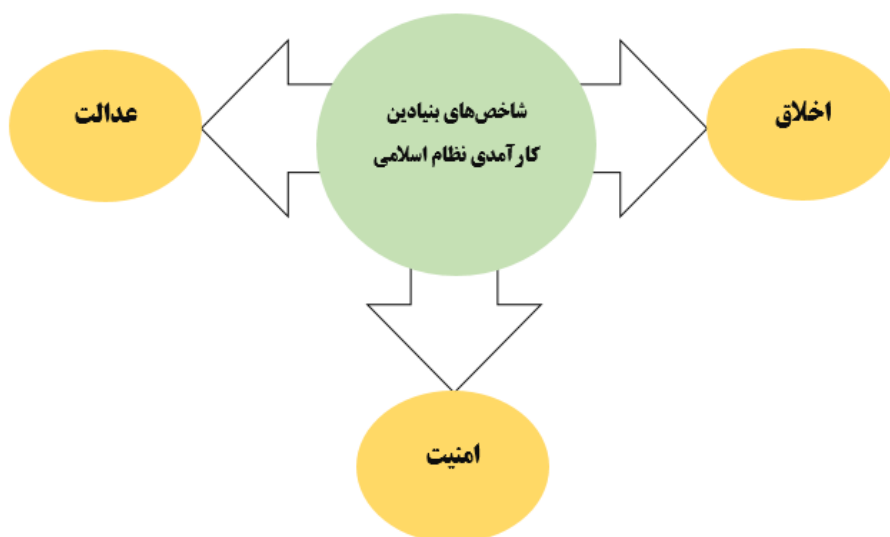 شاخص‌های بنیادین
کارآمدی نظام اسلامی
اخلاق
عدالت
امنیت